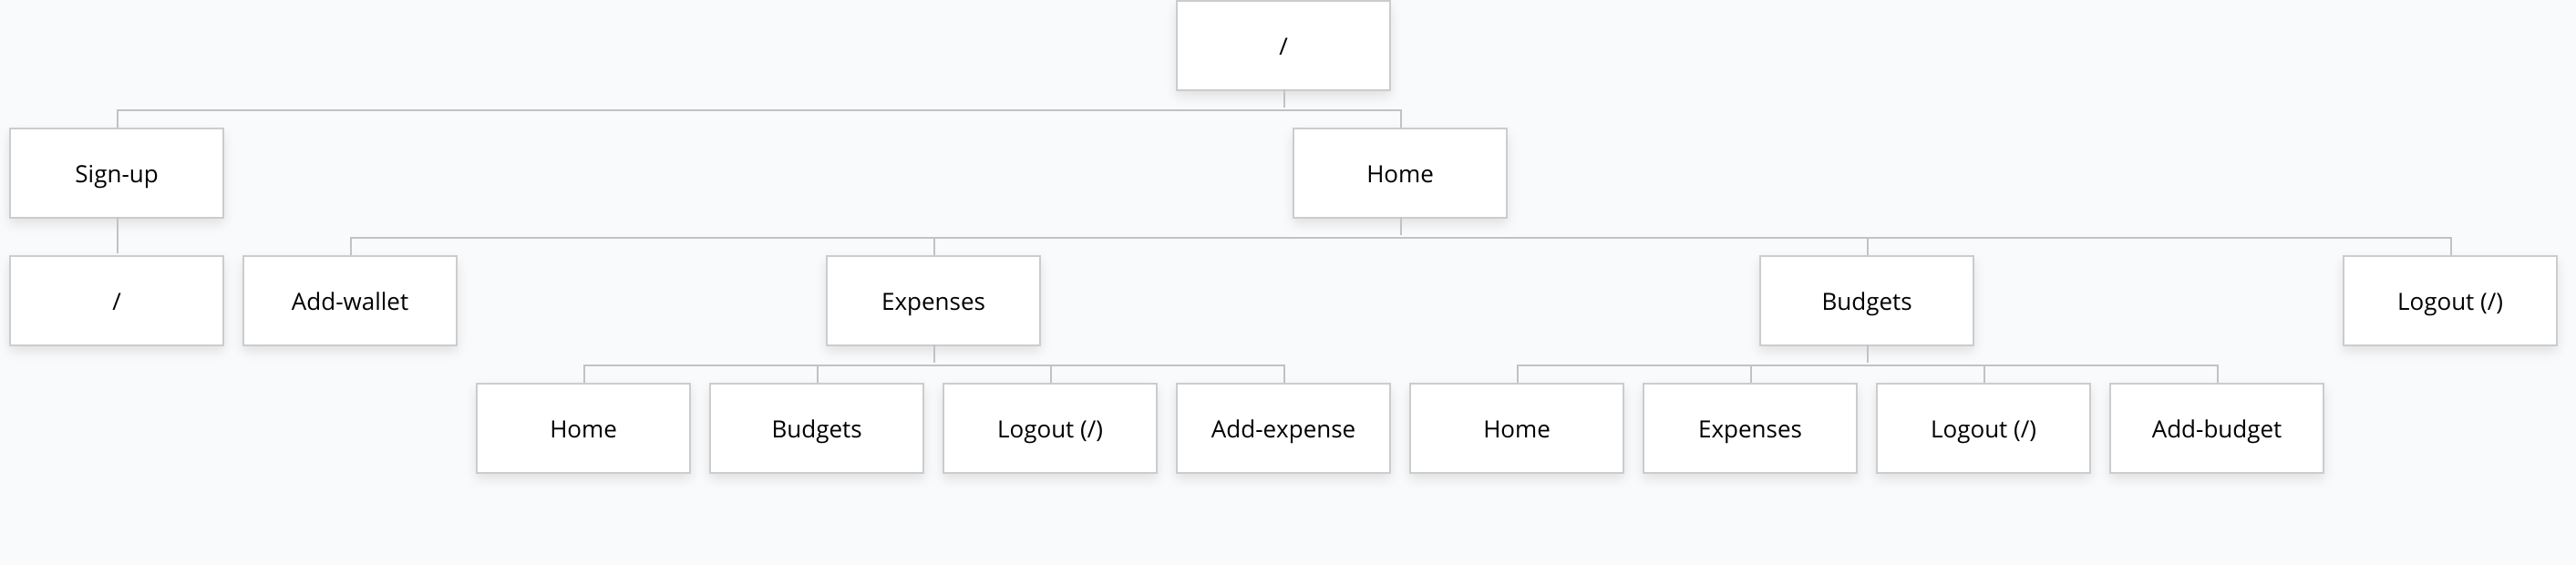 /
Sign-up
Home
/
Add-wallet
Expenses
Budgets
Logout (/)
Home
Budgets
Logout (/)
Add-expense
Home
Expenses
Logout (/)
Add-budget